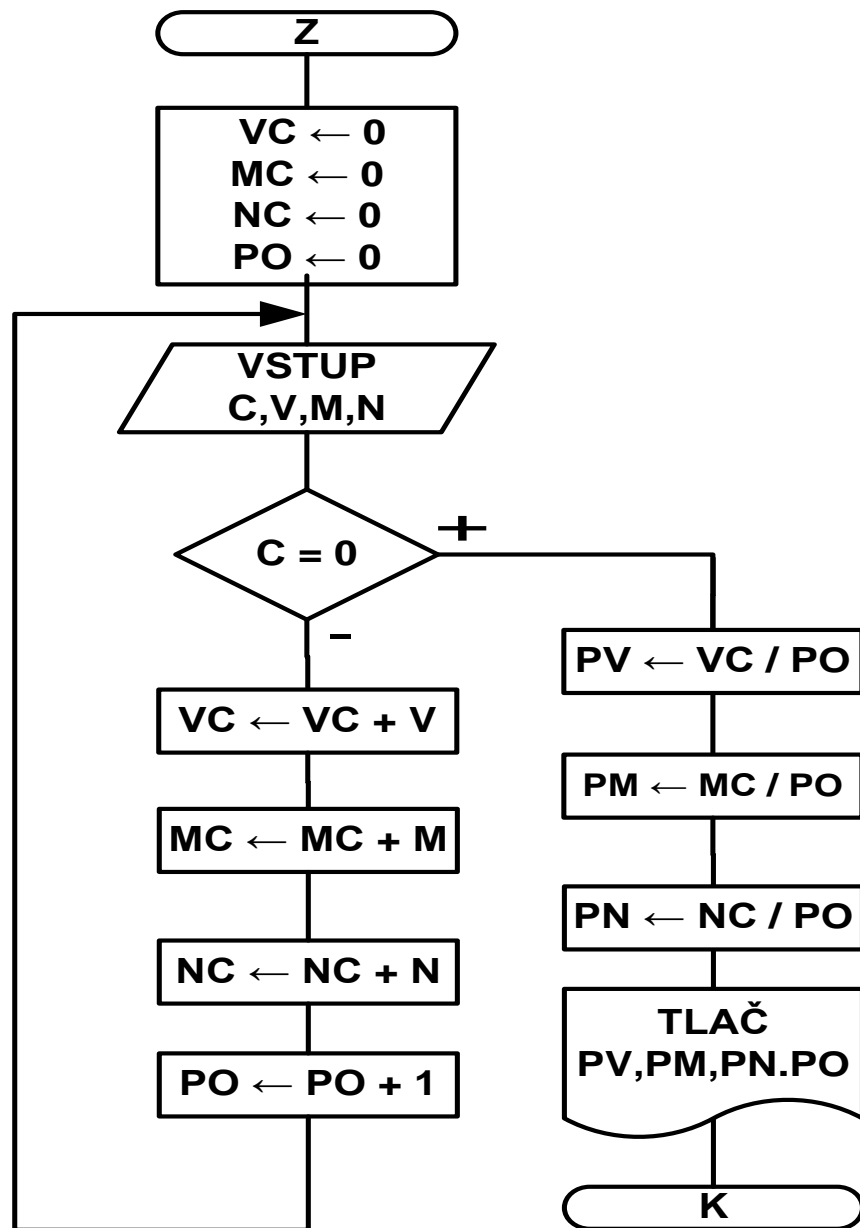 Z
VC ← 0
MC ← 0
NC ← 0
PO ← 0
VSTUP
C,V,M,N
C = 0
+
-
VC ← VC + V
MC ← MC + M
NC ← NC + N
PO ← PO + 1
PV ← VC / PO
PM ← MC / PO
PN ← NC / PO
TLAČ
PV,PM,PN.PO
K